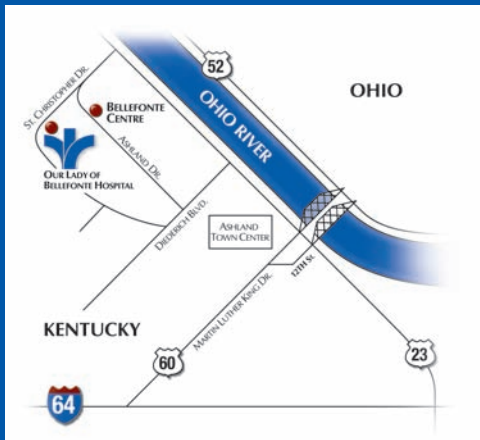 52
OHIO
ST. CHRISTOPHER DR.
BELLEFONTE
CENTRE
OHIO RIVER
ASHLAND DR.
OUR LADY OF
BELLEFONTE HOSPITAL
DIEDERICH BLVD.
ASHLAND
TOWN CENTER
12TH St.
MARTIN LUTHER KING DR.
KENTUCKY
60
23
64